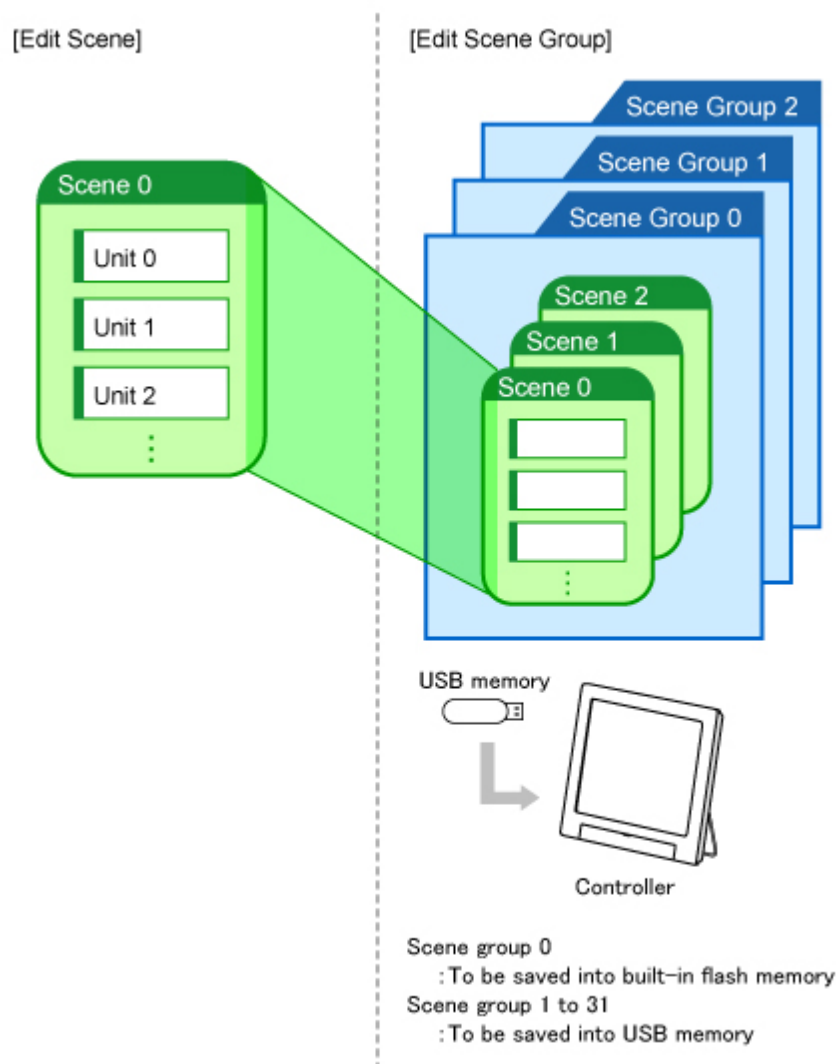 [Edit Scene]
Scene 0
Unit 0
Unit 1
Unit 2
[Edit Scene Group]
Scene Group 2
Scene Group 1
Scene Group 0
Scene 2
Scene 1
Scene 0
USB memory
Controller
Scene group 0
:To be saved into built-in flash memory
Scene group 1 to 31
:To be saved into USB memory